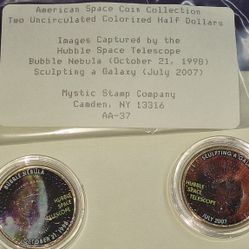 American Space Coin Collection
Two Uncirculated Colorized Half Dollars
Images Captured by the
Hubble Space Telescope
Bubble Nebula (October 21, 1998)
Sculpting a Galaxy (July 2007)
Mystic Stamp Company
Camden, NY 13316
AA-37
BUBBLE NEBULA
HUBBLE
SPACE
TELESCOPE
OCTOBER 21, 1998
SCULPTING A GALAXY
HUBBLE
SPACE
TELESCOPE
JULY 2007